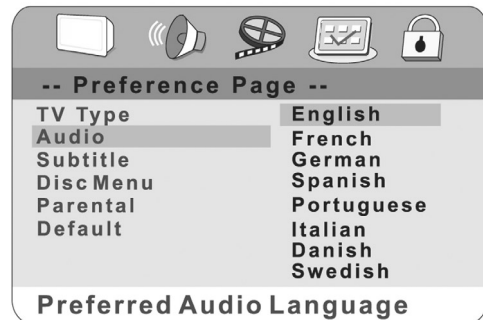 -- Preference Page --
TV Type
Audio
Subtitle
Disc Menu
Parental
Default
English
French
German
Spanish
Portuguese
Italian
Danish
Swedish
Preferred Audio Language